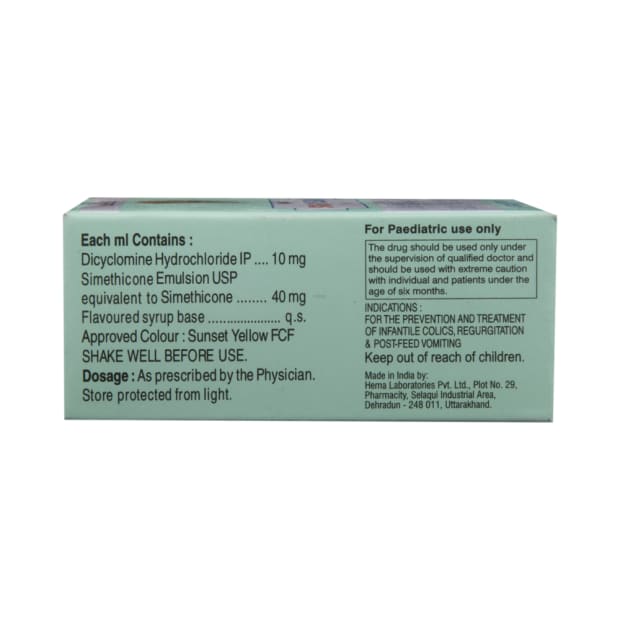 Each ml Contains :
Dicyclomine Hydrochloride IP .... 10 mg
Simethicone Emulsion USP
equivalent to Simethicone ........ 40 mg
Flavoured syrup base ...................... q.s.
Approved Colour : Sunset Yellow FCF
SHAKE WELL BEFORE USE.
Dosage : As prescribed by the Physician.
Store protected from light.
For Paediatric use only
The drug should be used only under
the supervision of qualified doctor and
should be used with extreme caution
with individual and patients under the
age of six months.
INDICATIONS :
FOR THE PREVENTION AND TREATMENT
OF INFANTILE COLICS, REGURGITATION
& POST-FEED VOMITING
Keep out of reach of children.
Made in India by:
Hema Laboratories Pvt. Ltd., Plot No. 29,
Pharmacity, Selaqui Industrial Area,
Dehradun - 248 011, Uttarakhand.